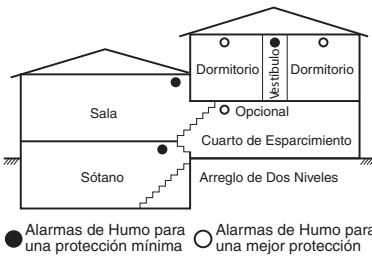 Dormitorio
Vestíbulo
Dormitorio
Sala
Opcional
Cuarto de Esparcimiento
Sótano
Arreglo de Dos Niveles
Alarmas de Humo para
una protección mínima
Alarmas de Humo para
una mejor protección